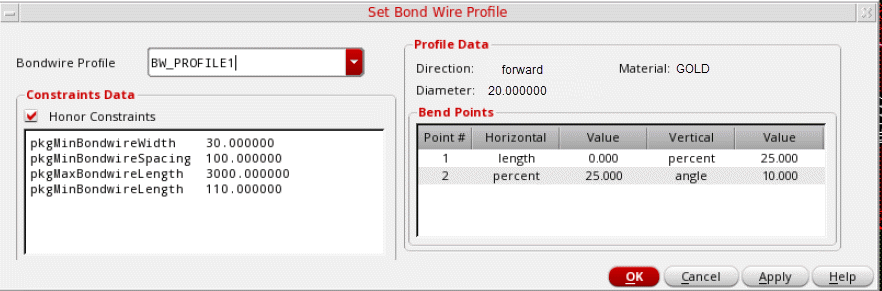 Set Bond Wire Profile
Bondwire Profile BW_PROFILE1
Constraints Data
Honor Constraints
pkgMinBondwireWidth 30.000000
pkgMinBondwireSpacing 100.000000
pkgMaxBondwireLength 3000.000000
pkgMinBondwireLength 110.000000
Profile Data
Direction: forward Material: GOLD
Diameter: 20.000000
Bend Points
Point # Horizontal Value Vertical Value
1 length 0.000 percent 25.000
2 percent 25.000 angle 10.000
OK Cancel Apply Help